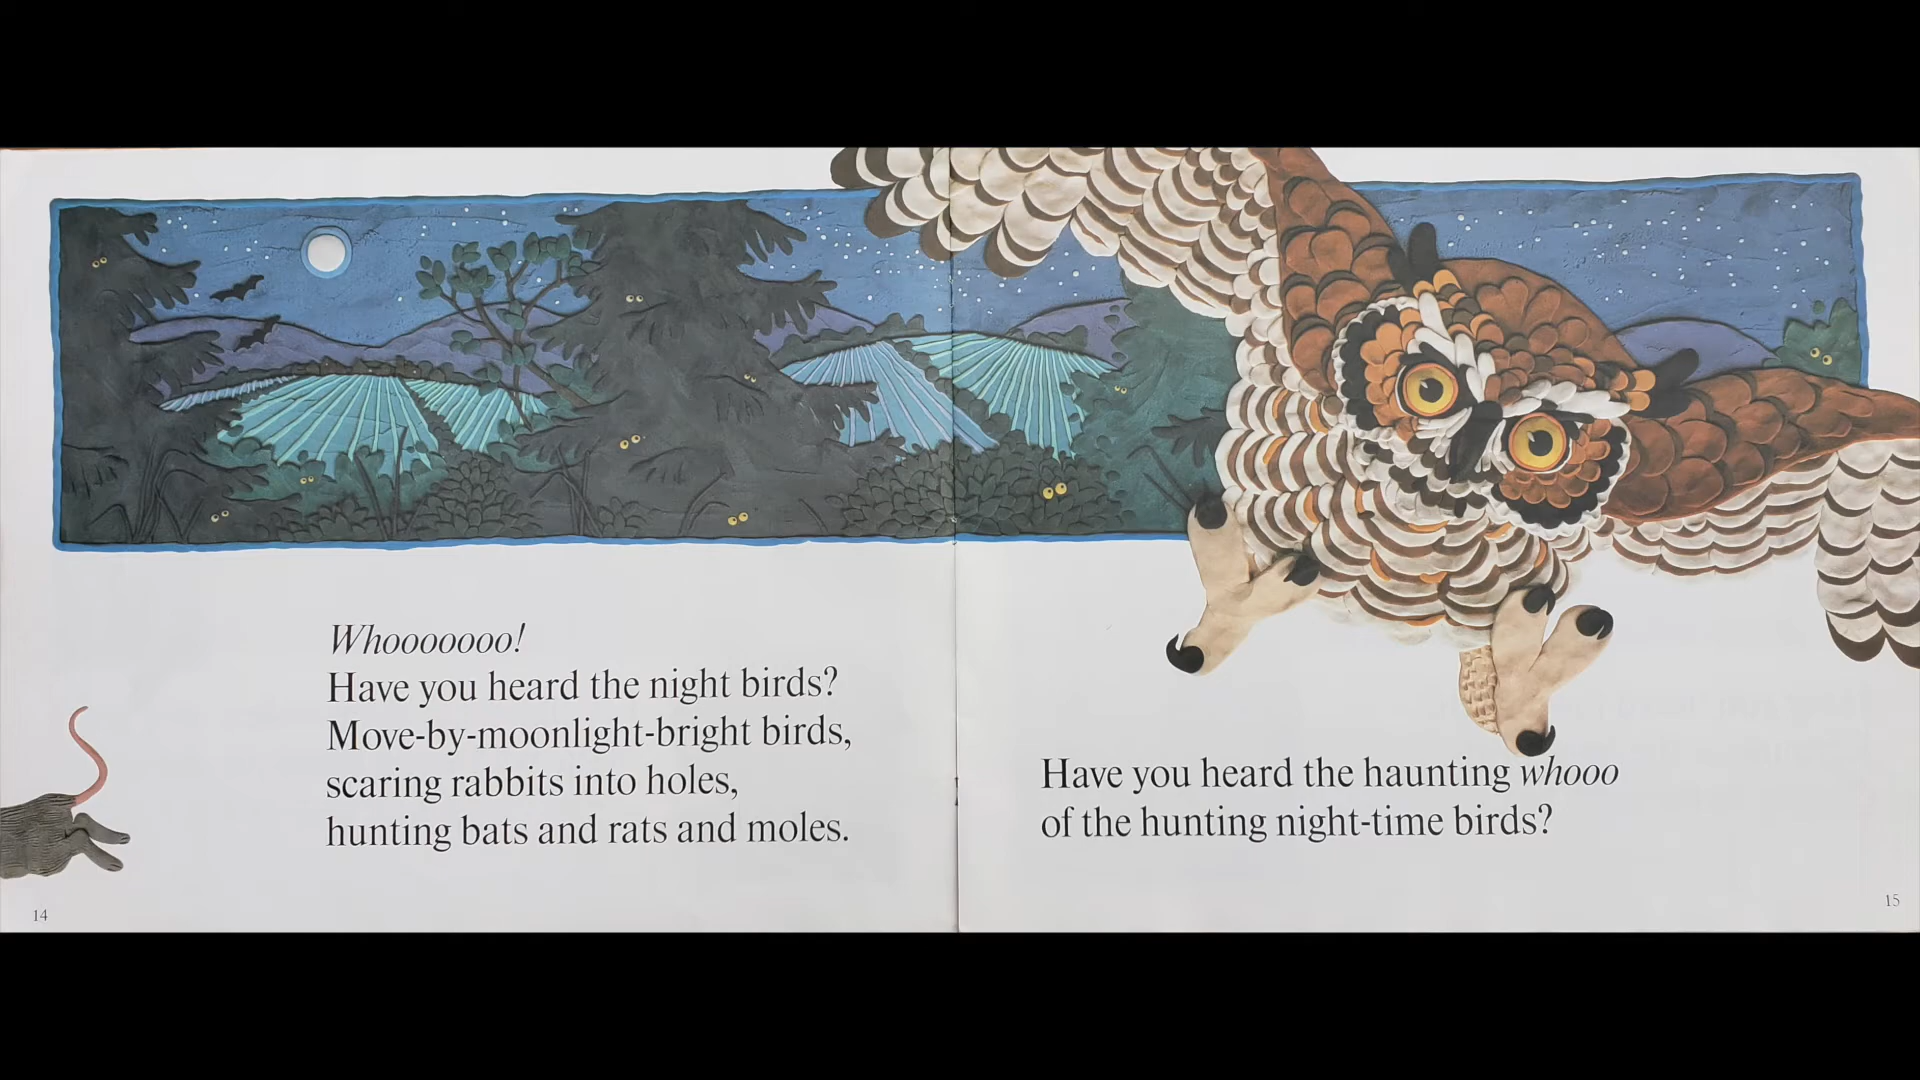 Whooooooo!
Have you heard the night birds?
Move-by-moonlight-bright birds,
scaring rabbits into holes,
hunting bats and rats and moles.
14
Have you heard the haunting whooo
of the hunting night-time birds?
15